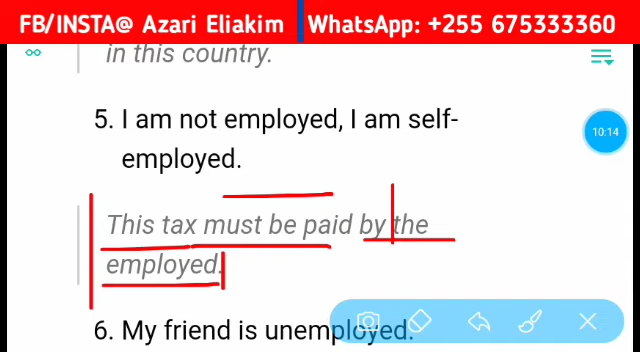 FB/INSTA@ Azari Eliakim WhatsApp: +255 675333360
in this country.
10:14
5. I am not employed, I am self-
employed.
This tax must be paid by the
employed.
6. My friend is unemployed.